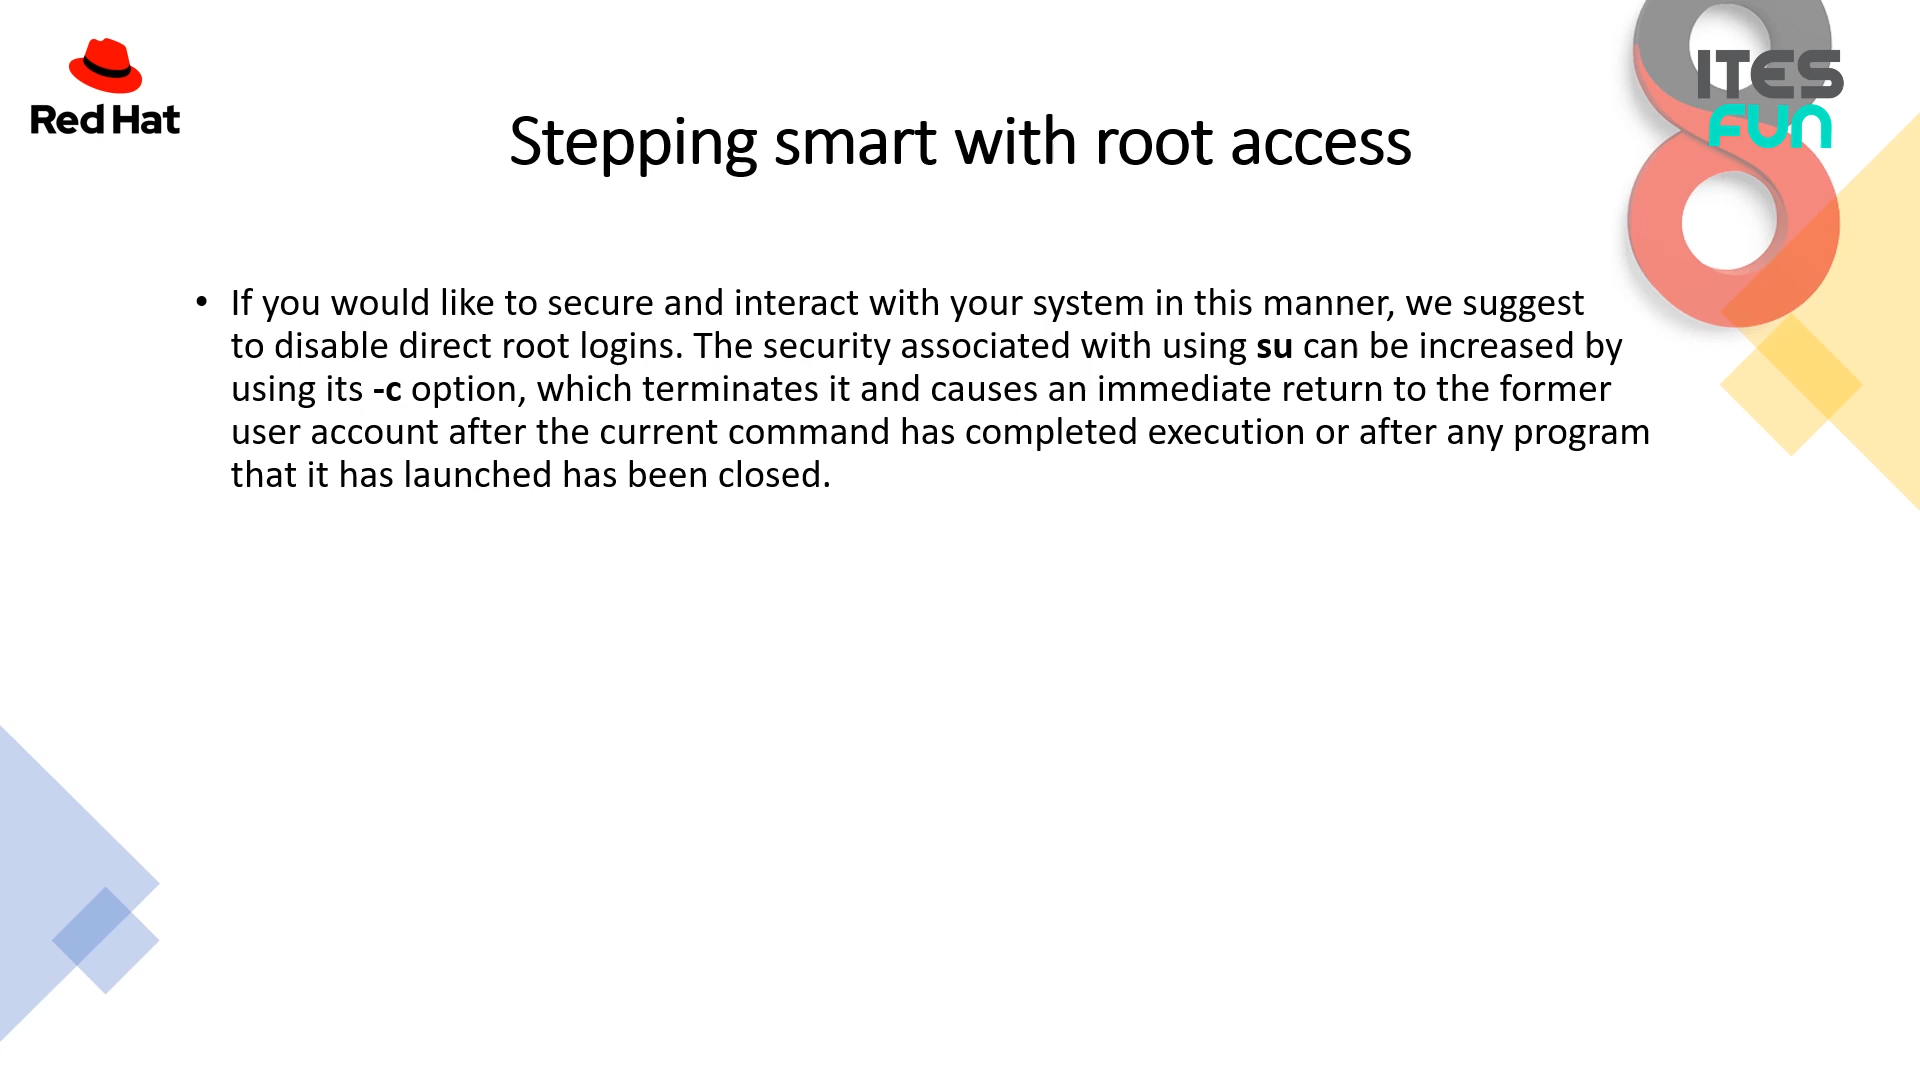 Red Hat
ITES
FUN
Stepping smart with root access
• If you would like to secure and interact with your system in this manner, we suggest
to disable direct root logins. The security associated with using su can be increased by
using its -c option, which terminates it and causes an immediate return to the former
user account after the current command has completed execution or after any program
that it has launched has been closed.